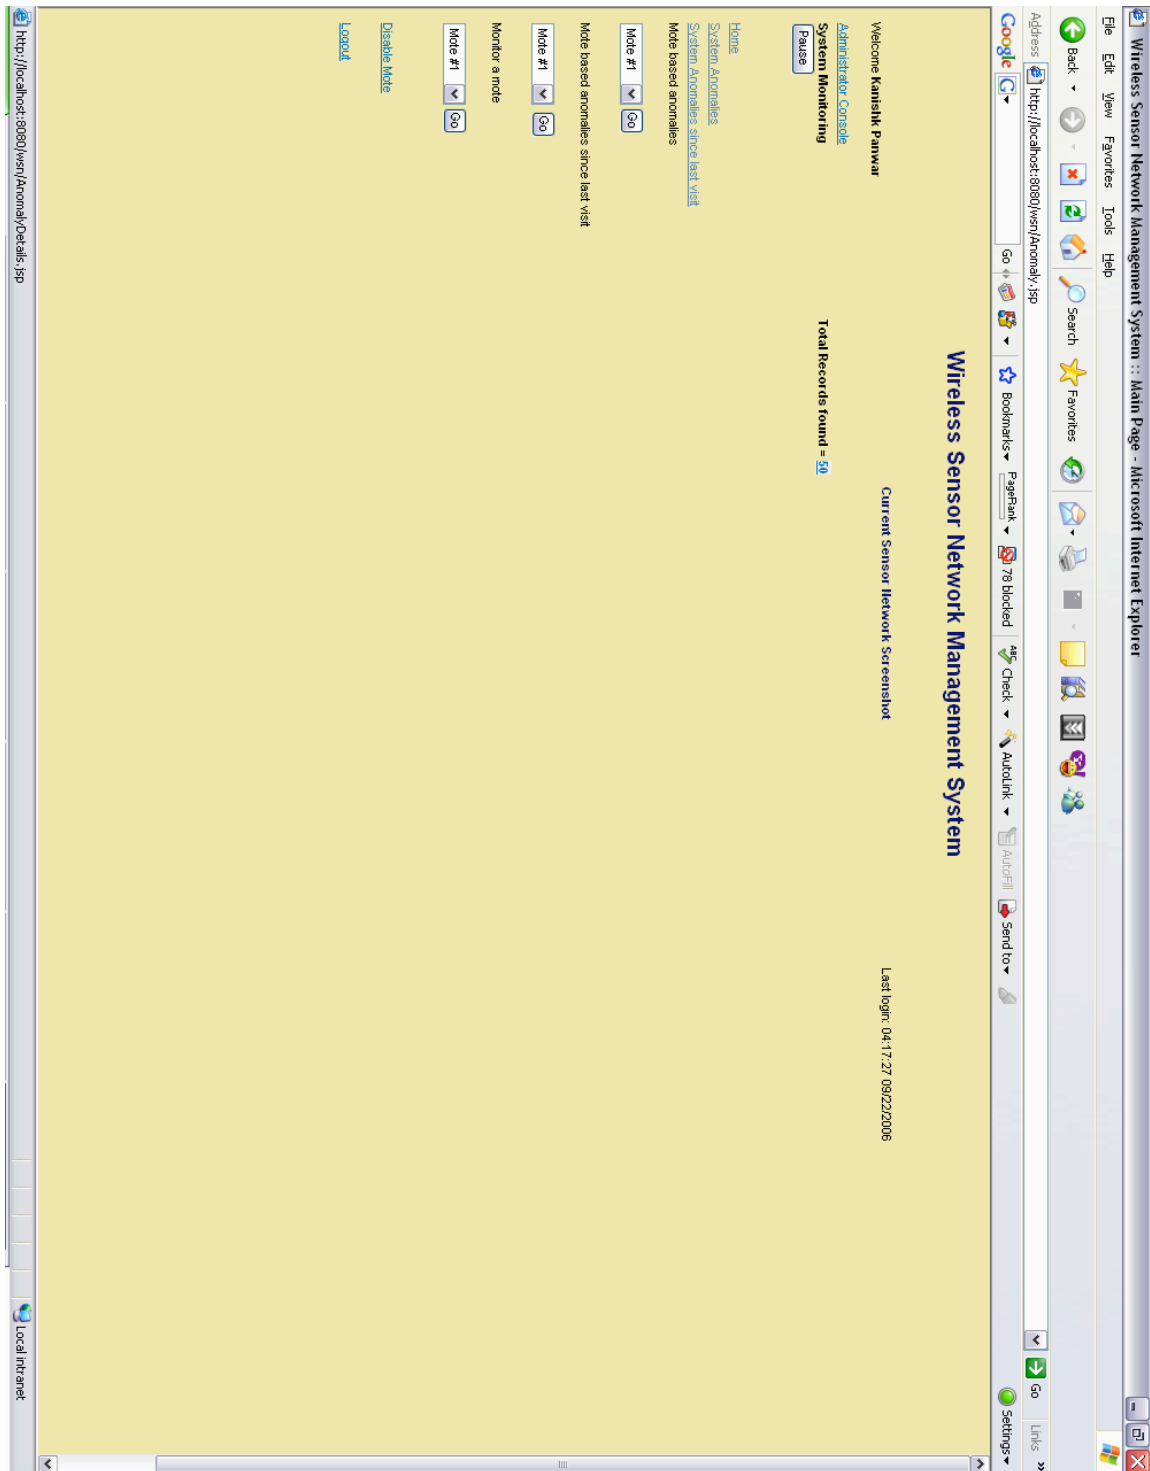 Wireless Sensor Network Management System :: Main Page - Microsoft Internet Explorer
File Edit View Favorites Tools Help
Back Search Favorites
Address http://localhost:8080/wsn/Anomaly.jsp Go Links »
Google G Go Bookmarks PageRank 78 blocked ABC Check AutoLink AutoFill Send to Settings
Wireless Sensor Network Management System
Current Sensor Network Screenshot
Last login: 04:17:27 09/22/2006
Welcome Kanishk Panwar
Administrator Console
System Monitoring
Pause
Total Records found = 50
Home
System Anomalies
System Anomalies since last visit
Mote based anomalies
Mote #1 Go
Mote based anomalies since last visit
Mote #1 Go
Monitor a mote
Mote #1 Go
Disable Mote
Logout
http://localhost:8080/wsn/AnomalyDetails.jsp Local intranet